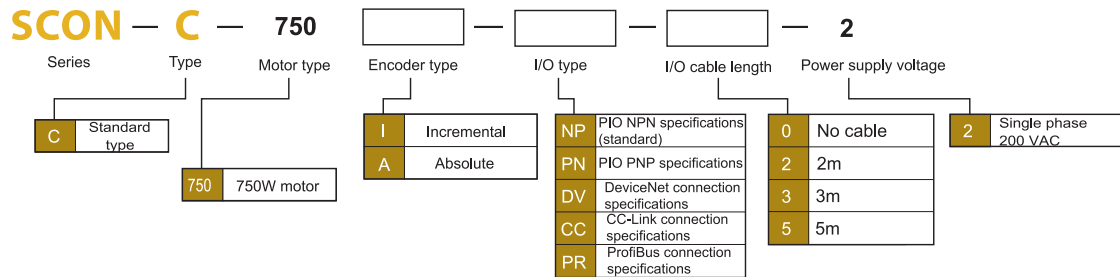 SCON — C — 750 — — — 2
Series Type Motor type Encoder type I/O type I/O cable length Power supply voltage
C Standard type
750 750W motor
I Incremental
A Absolute
NP PIO NPN specifications
(standard)
PN PIO PNP specifications
DV DeviceNet connection
specifications
CC CC-Link connection
specifications
PR ProfiBus connection
specifications
0 No cable
2 2m
3 3m
5 5m
2 Single phase
200 VAC